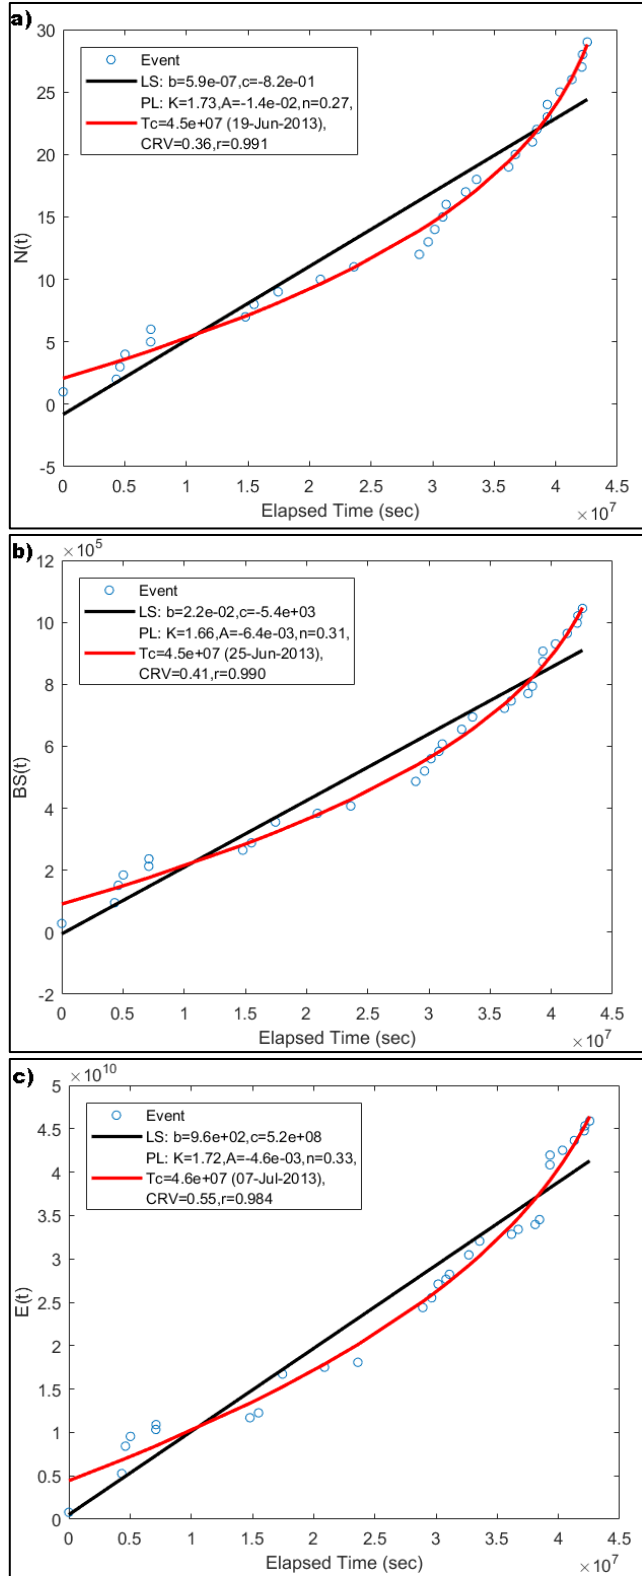 a)
30
25
20
15
10
5
0
-5
N(t)
Event
LS: b=5.9e-07,c=-8.2e-01
PL: K=1.73,A=-1.4e-02,n=0.27,
Tc=4.5e+07 (19-Jun-2013),
CRV=0.36,r=0.991
0 0.5 1 1.5 2 2.5 3 3.5 4 4.5
Elapsed Time (sec)
×10^7
b)
×10^5
12
10
8
6
4
2
0
-2
BS(t)
Event
LS: b=2.2e-02,c=-5.4e+03
PL: K=1.66,A=-6.4e-03,n=0.31,
Tc=4.5e+07 (25-Jun-2013),
CRV=0.41,r=0.990
0 0.5 1 1.5 2 2.5 3 3.5 4 4.5
Elapsed Time (sec)
×10^7
c)
×10^10
5
4.5
4
3.5
3
2.5
2
1.5
1
0.5
0
E(t)
Event
LS: b=9.6e+02,c=5.2e+08
PL: K=1.72,A=-4.6e-03,n=0.33,
Tc=4.6e+07 (07-Jul-2013),
CRV=0.55,r=0.984
0 0.5 1 1.5 2 2.5 3 3.5 4 4.5
Elapsed Time (sec)
×10^7